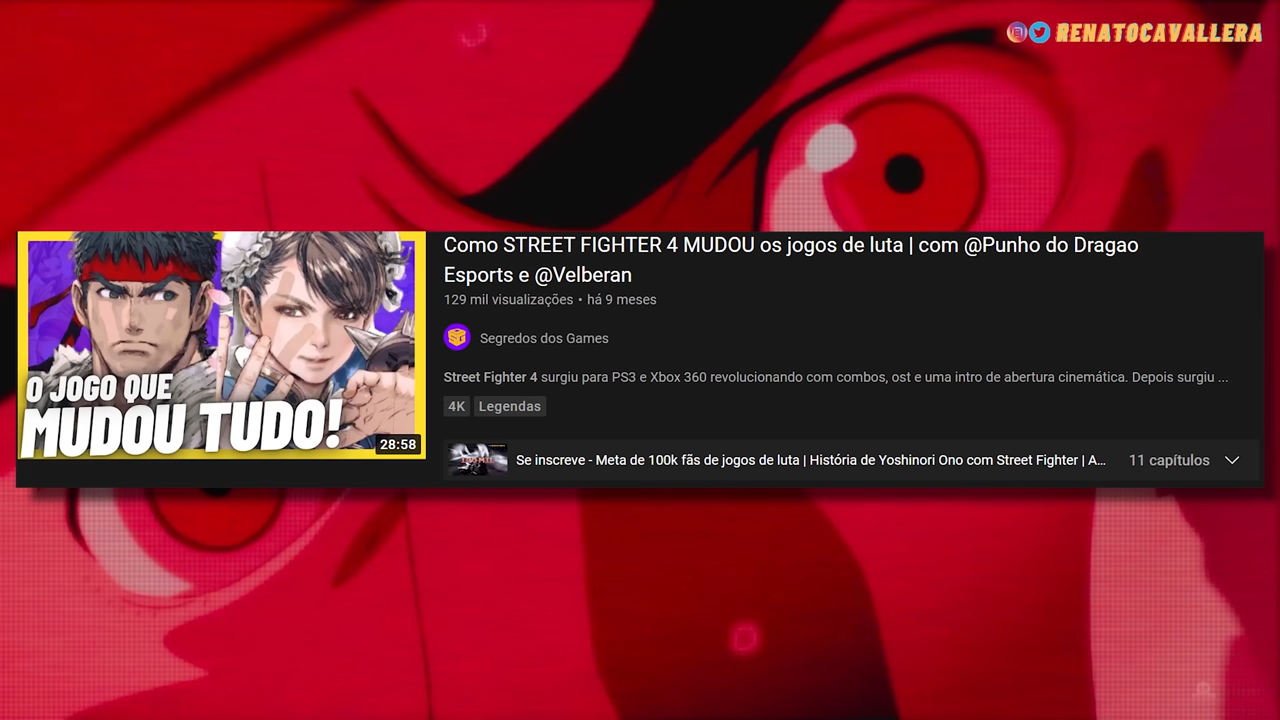 RENATOCAVALLERA
O JOGO QUE
MUDOU TUDO!
28:58
Como STREET FIGHTER 4 MUDOU os jogos de luta | com @Punho do Dragao
Esports e @Velberan
129 mil visualizações • há 9 meses
Segredos dos Games
Street Fighter 4 surgiu para PS3 e Xbox 360 revolucionando com combos, ost e uma intro de abertura cinemática. Depois surgiu ...
4K Legendas
Se inscreve - Meta de 100k fãs de jogos de luta | História de Yoshinori Ono com Street Fighter | A... 11 capítulos